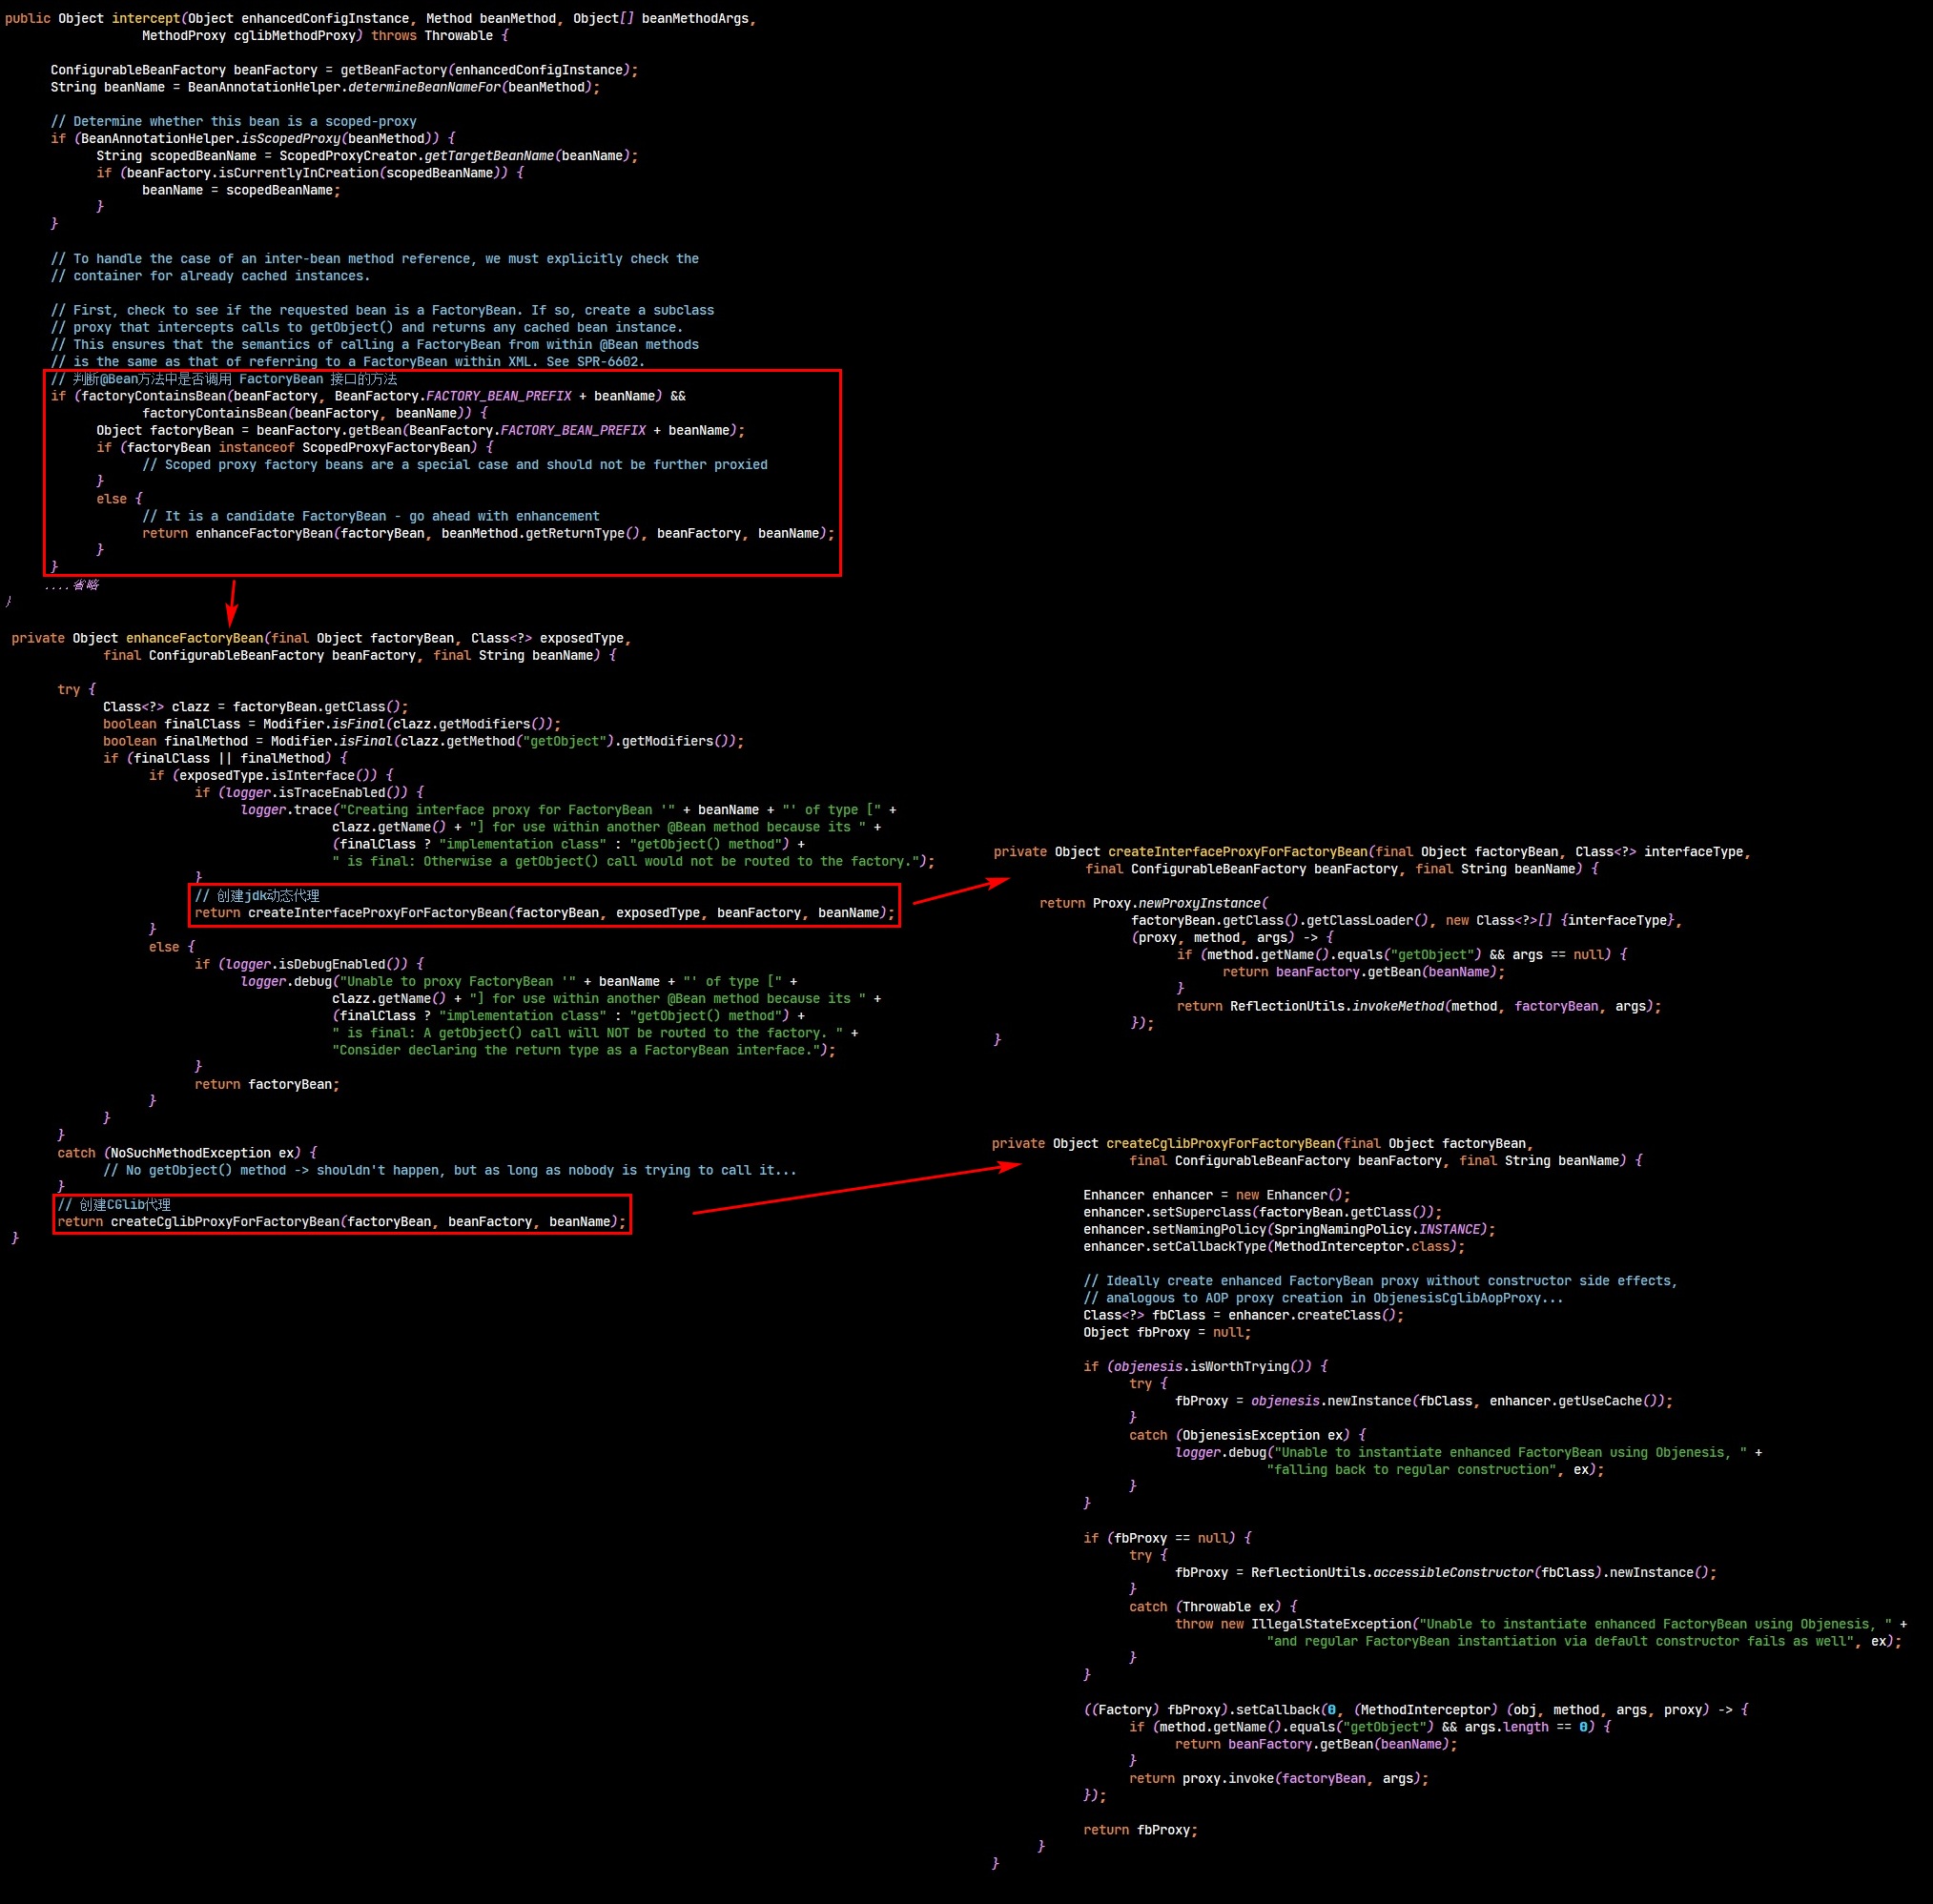 public Object intercept(Object enhancedConfigInstance, Method beanMethod, Object[] beanMethodArgs,
MethodProxy cglibMethodProxy) throws Throwable {
ConfigurableBeanFactory beanFactory = getBeanFactory(enhancedConfigInstance);
String beanName = BeanAnnotationHelper.determineBeanNameFor(beanMethod);
// Determine whether this bean is a scoped-proxy
if (BeanAnnotationHelper.isScopedProxy(beanMethod)) {
String scopedBeanName = ScopedProxyCreator.getTargetBeanName(beanName);
if (beanFactory.isCurrentlyInCreation(scopedBeanName)) {
beanName = scopedBeanName;
}
}
// To handle the case of an inter-bean method reference, we must explicitly check the
// container for already cached instances.
// First, check to see if the requested bean is a FactoryBean. If so, create a subclass
// proxy that intercepts calls to getObject() and returns any cached bean instance.
// This ensures that the semantics of calling a FactoryBean from within @Bean methods
// is the same as that of referring to a FactoryBean within XML. See SPR-6602.
// 判断@Bean方法中是否调用 FactoryBean 接口的方法
if (factoryContainsBean(beanFactory, BeanFactory.FACTORY_BEAN_PREFIX + beanName) &&
factoryContainsBean(beanFactory, beanName)) {
Object factoryBean = beanFactory.getBean(BeanFactory.FACTORY_BEAN_PREFIX + beanName);
if (factoryBean instanceof ScopedProxyFactoryBean) {
// Scoped proxy factory beans are a special case and should not be further proxied
}
else {
// It is a candidate FactoryBean - go ahead with enhancement
return enhanceFactoryBean(factoryBean, beanMethod.getReturnType(), beanFactory, beanName);
}
}
....省略
}
private Object enhanceFactoryBean(final Object factoryBean, Class<?> exposedType,
final ConfigurableBeanFactory beanFactory, final String beanName) {
try {
Class<?> clazz = factoryBean.getClass();
boolean finalClass = Modifier.isFinal(clazz.getModifiers());
boolean finalMethod = Modifier.isFinal(clazz.getMethod("getObject").getModifiers());
if (finalClass || finalMethod) {
if (exposedType.isInterface()) {
if (logger.isTraceEnabled()) {
logger.trace("Creating interface proxy for FactoryBean '" + beanName + "' of type [" +
clazz.getName() + "] for use within another @Bean method because its " +
(finalClass ? "implementation class" : "getObject() method") +
" is final: Otherwise a getObject() call would not be routed to the factory.");
}
// 创建jdk动态代理
return createInterfaceProxyForFactoryBean(factoryBean, exposedType, beanFactory, beanName);
}
else {
if (logger.isDebugEnabled()) {
logger.debug("Unable to proxy FactoryBean '" + beanName + "' of type [" +
clazz.getName() + "] for use within another @Bean method because its " +
(finalClass ? "implementation class" : "getObject() method") +
" is final: A getObject() call will NOT be routed to the factory. " +
"Consider declaring the return type as a FactoryBean interface.");
}
return factoryBean;
}
}
}
catch (NoSuchMethodException ex) {
// No getObject() method -> shouldn't happen, but as long as nobody is trying to call it...
}
// 创建CGlib代理
return createCglibProxyForFactoryBean(factoryBean, beanFactory, beanName);
}
private Object createInterfaceProxyForFactoryBean(final Object factoryBean, Class<?> interfaceType,
final ConfigurableBeanFactory beanFactory, final String beanName) {
return Proxy.newProxyInstance(
factoryBean.getClass().getClassLoader(), new Class<?>[] {interfaceType},
(proxy, method, args) -> {
if (method.getName().equals("getObject") && args == null) {
return beanFactory.getBean(beanName);
}
return ReflectionUtils.invokeMethod(method, factoryBean, args);
});
}
private Object createCglibProxyForFactoryBean(final Object factoryBean,
final ConfigurableBeanFactory beanFactory, final String beanName) {
Enhancer enhancer = new Enhancer();
enhancer.setSuperclass(factoryBean.getClass());
enhancer.setNamingPolicy(SpringNamingPolicy.INSTANCE);
enhancer.setCallbackType(MethodInterceptor.class);
// Ideally create enhanced FactoryBean proxy without constructor side effects,
// analogous to AOP proxy creation in ObjenesisCglibAopProxy...
Class<?> fbClass = enhancer.createClass();
Object fbProxy = null;
if (objenesis.isWorthTrying()) {
try {
fbProxy = objenesis.newInstance(fbClass, enhancer.getUseCache());
}
catch (ObjenesisException ex) {
logger.debug("Unable to instantiate enhanced FactoryBean using Objenesis, " +
"falling back to regular construction", ex);
}
}
if (fbProxy == null) {
try {
fbProxy = ReflectionUtils.accessibleConstructor(fbClass).newInstance();
}
catch (Throwable ex) {
throw new IllegalStateException("Unable to instantiate enhanced FactoryBean using Objenesis, " +
"and regular FactoryBean instantiation via default constructor fails as well", ex);
}
}
((Factory) fbProxy).setCallback(0, (MethodInterceptor) (obj, method, args, proxy) -> {
if (method.getName().equals("getObject") && args.length == 0) {
return beanFactory.getBean(beanName);
}
return proxy.invoke(factoryBean, args);
});
return fbProxy;
}
}